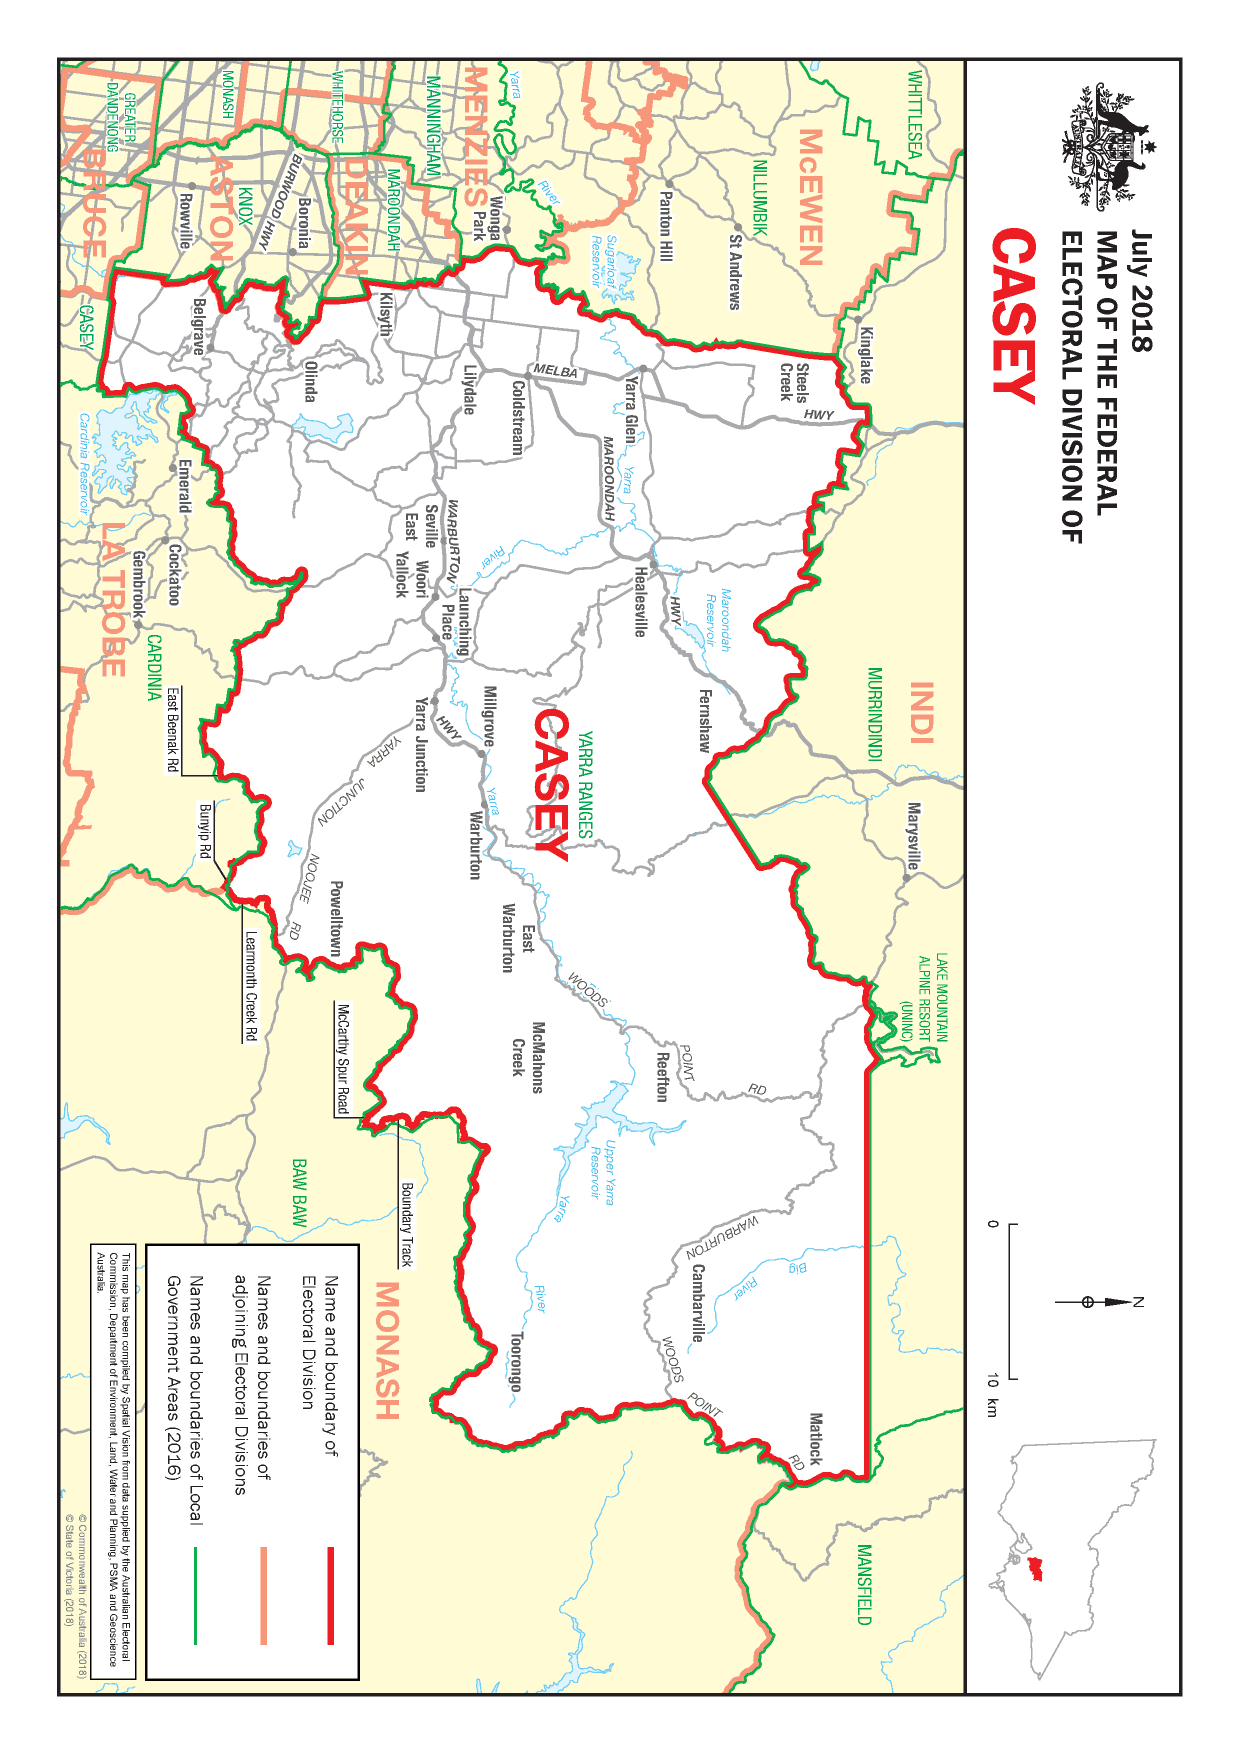 July 2018
MAP OF THE FEDERAL
ELECTORAL DIVISION OF
CASEY
0
10 km
N
WHITTLESEA
McEWEN
NILLUMBIK
Kinglake
St Andrews
Panton Hill
Sugarloaf
Reservoir
Yarra
River
MENZIES
Wonga
Park
MANNINGHAM
MAROONDAH
WHITEHORSE
DEAKIN
MONASH
ASTON
KNOX
BURWOOD HWY
Boronia
Rowville
GREATER
DANDENONG
BRUCE
CASEY
Kilsyth
Belgrave
Olinda
Lilydale
Coldstream
MELBA
HWY
Steels
Creek
Yarra Glen
Yarra
MAROONDAH
HWY
Healesville
Maroondah
Reservoir
Fernshaw
River
WARBURTON
HWY
Seville
East
Woori
Yallock
Launching
Place
Millgrove
Yarra Junction
YARRA
JUNCTION
NOOJEE
RD
Yarra
Warburton
CASEY
YARRA RANGES
Powelltown
East
Warburton
WOODS
POINT
RD
McMahons
Creek
Reefton
Upper Yarra
Reservoir
Yarra
River
WARBURTON
WOODS
POINT
RD
Big
River
Cambarville
Toorongo
Matlock
INDI
MURRINDINDI
Marysville
LAKE MOUNTAIN
ALPINE RESORT
(UNINC)
MANSFIELD
Cardinia Reservoir
Emerald
Cockatoo
Gembrook
LA TROBE
CARDINIA
East Beenak Rd
Bunyip Rd
Learmonth Creek Rd
McCarthy Spur Road
Boundary Track
BAW BAW
MONASH
Name and boundary of
Electoral Division
Names and boundaries of
adjoining Electoral Divisions
Names and boundaries of Local
Government Areas (2016)
This map has been compiled by Spatial Vision from data supplied by the Australian Electoral
Commission, Department of Environment, Land, Water and Planning, PSMA and Geoscience
Australia.
© Commonwealth of Australia (2018)
© State of Victoria (2018)